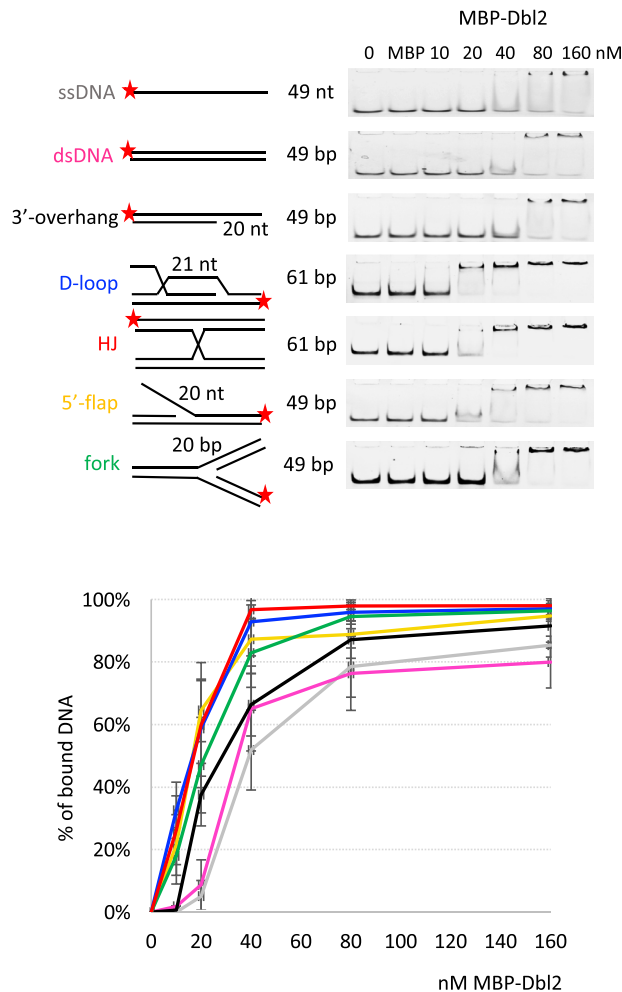 MBP-Dbl2
0 MBP 10 20 40 80 160 nM
ssDNA 49 nt
dsDNA 49 bp
3’-overhang 20 nt 49 bp
D-loop 21 nt 61 bp
HJ 61 bp
5’-flap 20 nt 49 bp
fork 20 bp 49 bp
100%
80%
60%
40%
20%
0%
% of bound DNA
0 20 40 60 80 100 120 140 160
nM MBP-Dbl2